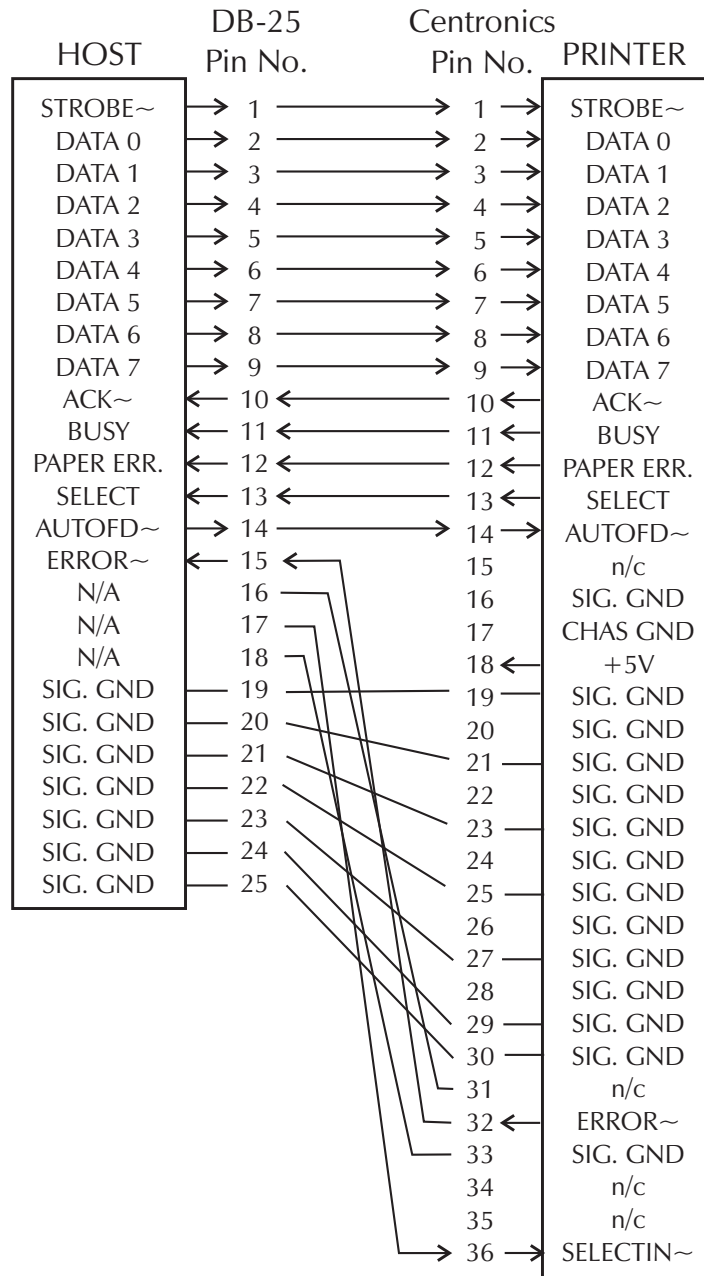 DB-25 Centronics
HOST Pin No. Pin No. PRINTER
STROBE~ 1 1 STROBE~
DATA 0 2 2 DATA 0
DATA 1 3 3 DATA 1
DATA 2 4 4 DATA 2
DATA 3 5 5 DATA 3
DATA 4 6 6 DATA 4
DATA 5 7 7 DATA 5
DATA 6 8 8 DATA 6
DATA 7 9 9 DATA 7
ACK~ 10 10 ACK~
BUSY 11 11 BUSY
PAPER ERR. 12 12 PAPER ERR.
SELECT 13 13 SELECT
AUTOFD~ 14 14 AUTOFD~
ERROR~ 15 15 n/c
N/A 16 16 SIG. GND
N/A 17 17 CHAS GND
N/A 18 18 +5V
SIG. GND 19 19 SIG. GND
SIG. GND 20 20 SIG. GND
SIG. GND 21 21 SIG. GND
SIG. GND 22 22 SIG. GND
SIG. GND 23 23 SIG. GND
SIG. GND 24 24 SIG. GND
SIG. GND 25 25 SIG. GND
26 SIG. GND
27 SIG. GND
28 SIG. GND
29 SIG. GND
30 SIG. GND
31 n/c
32 ERROR~
33 SIG. GND
34 n/c
35 n/c
36 SELECTIN~